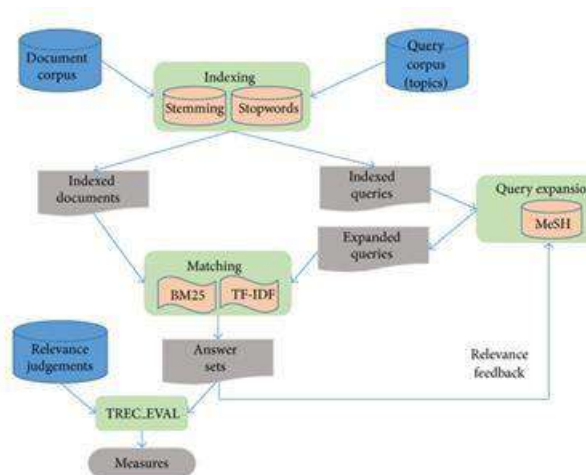 Document
corpus
Query
corpus
(topics)
Indexing
Stemming
Stopwords
Indexed
documents
Indexed
queries
Query expansion
MeSH
Expanded
queries
Matching
BM25
TF-IDF
Relevance
judgements
Answer
sets
Relevance
feedback
TREC_EVAL
Measures